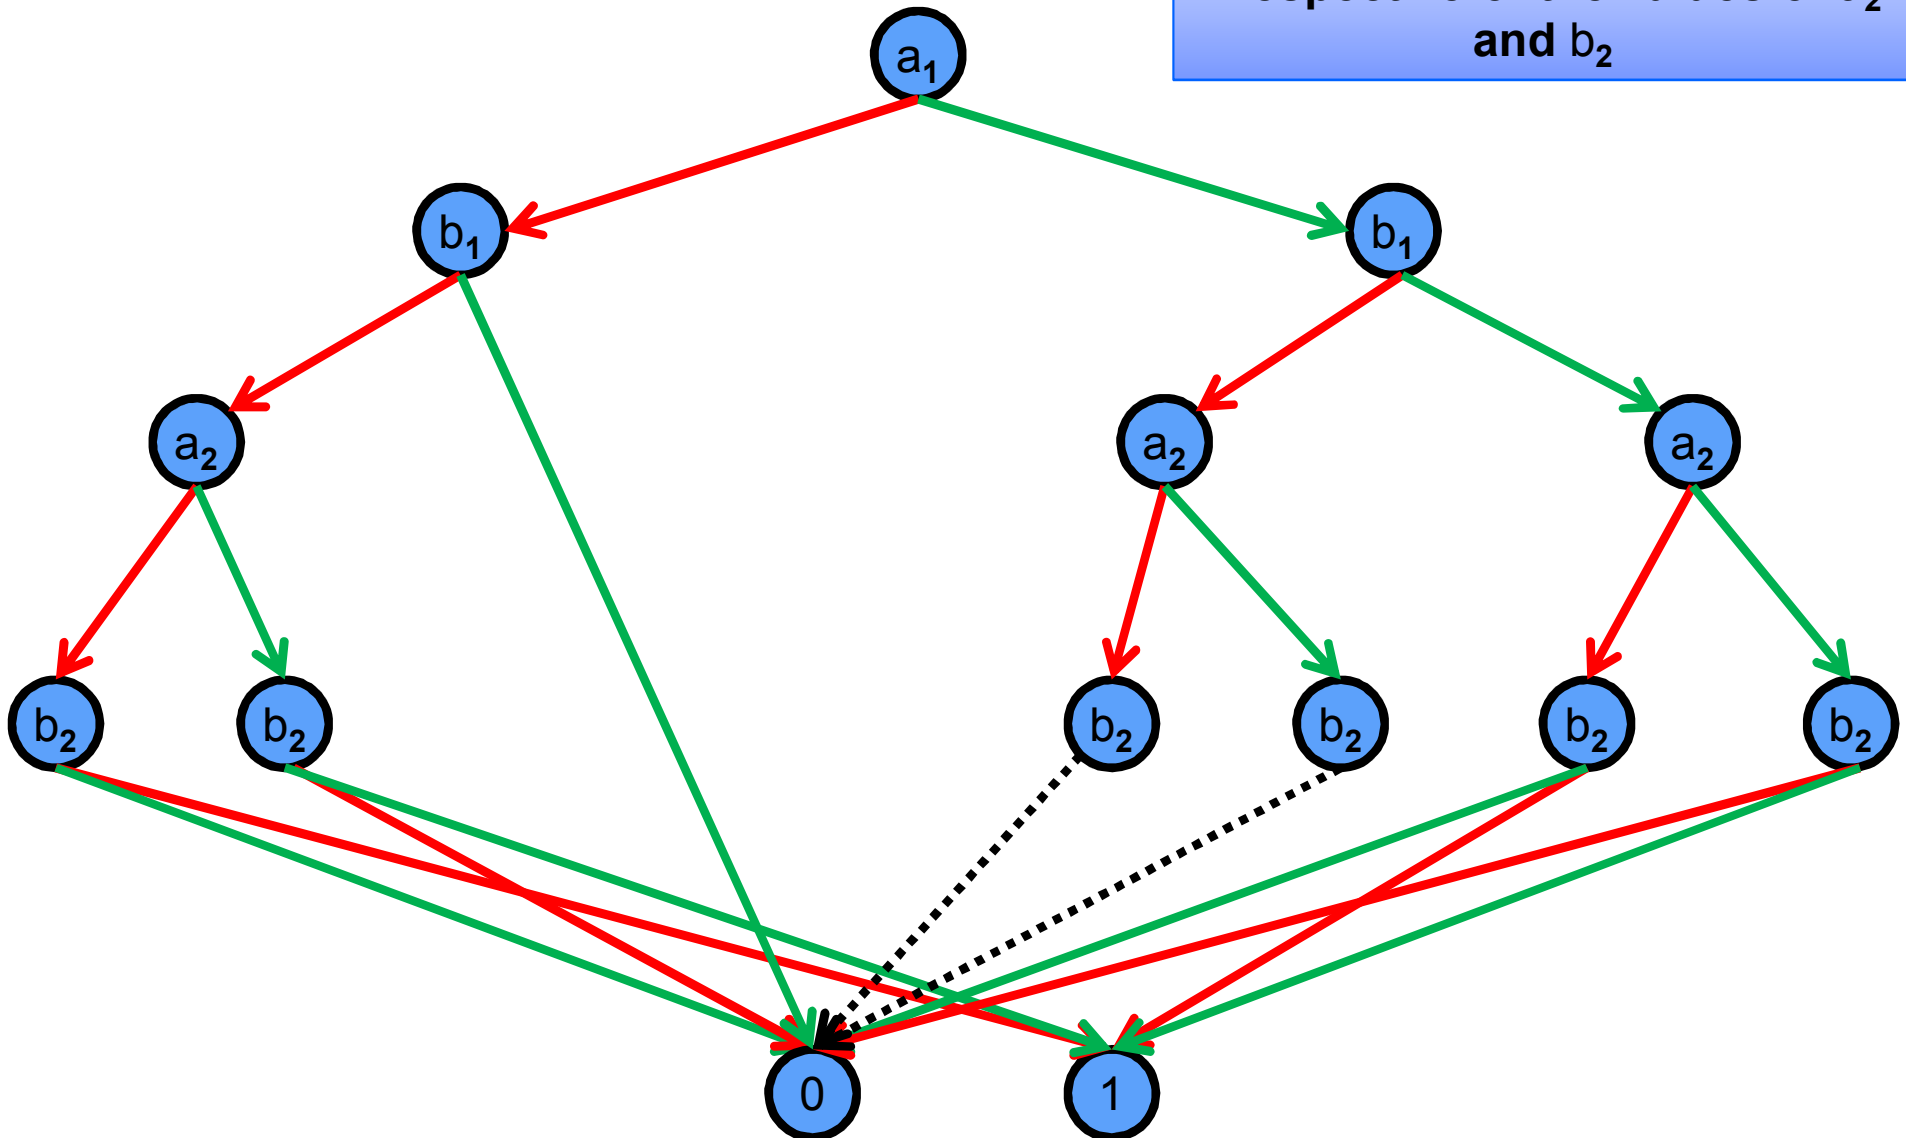 and b₂
a₁
b₁ b₁
a₂ a₂ a₂
b₂ b₂ b₂ b₂ b₂ b₂
0 1